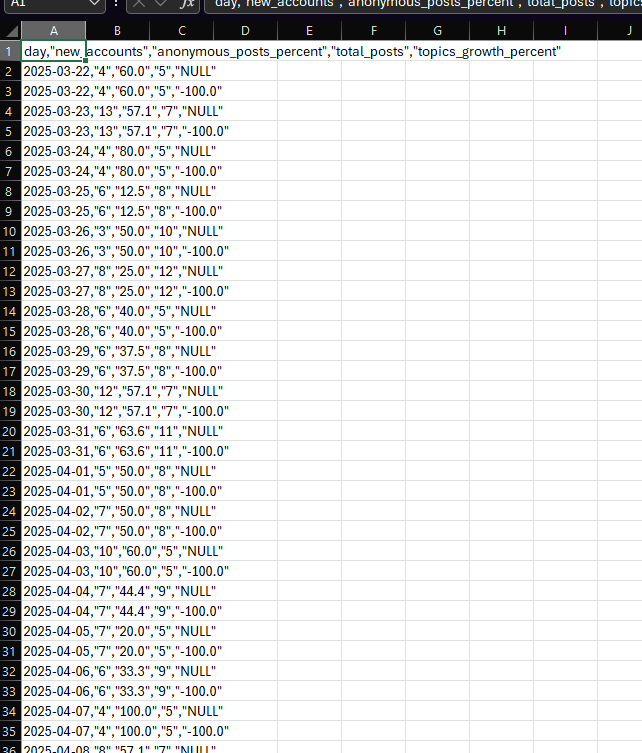 A1 fx day,"new_accounts","anonymous_posts_percent","total_posts","topics
A B C D E F G H I J
1 day,"new_accounts","anonymous_posts_percent","total_posts","topics_growth_percent"
2 2025-03-22,"4","60.0","5","NULL"
3 2025-03-22,"4","60.0","5","-100.0"
4 2025-03-23,"13","57.1","7","NULL"
5 2025-03-23,"13","57.1","7","-100.0"
6 2025-03-24,"4","80.0","5","NULL"
7 2025-03-24,"4","80.0","5","-100.0"
8 2025-03-25,"6","12.5","8","NULL"
9 2025-03-25,"6","12.5","8","-100.0"
10 2025-03-26,"3","50.0","10","NULL"
11 2025-03-26,"3","50.0","10","-100.0"
12 2025-03-27,"8","25.0","12","NULL"
13 2025-03-27,"8","25.0","12","-100.0"
14 2025-03-28,"6","40.0","5","NULL"
15 2025-03-28,"6","40.0","5","-100.0"
16 2025-03-29,"6","37.5","8","NULL"
17 2025-03-29,"6","37.5","8","-100.0"
18 2025-03-30,"12","57.1","7","NULL"
19 2025-03-30,"12","57.1","7","-100.0"
20 2025-03-31,"6","63.6","11","NULL"
21 2025-03-31,"6","63.6","11","-100.0"
22 2025-04-01,"5","50.0","8","NULL"
23 2025-04-01,"5","50.0","8","-100.0"
24 2025-04-02,"7","50.0","8","NULL"
25 2025-04-02,"7","50.0","8","-100.0"
26 2025-04-03,"10","60.0","5","NULL"
27 2025-04-03,"10","60.0","5","-100.0"
28 2025-04-04,"7","44.4","9","NULL"
29 2025-04-04,"7","44.4","9","-100.0"
30 2025-04-05,"7","20.0","5","NULL"
31 2025-04-05,"7","20.0","5","-100.0"
32 2025-04-06,"6","33.3","9","NULL"
33 2025-04-06,"6","33.3","9","-100.0"
34 2025-04-07,"4","100.0","5","NULL"
35 2025-04-07,"4","100.0","5","-100.0"
36 2025-04-08,"8","57.1","7","NULL"